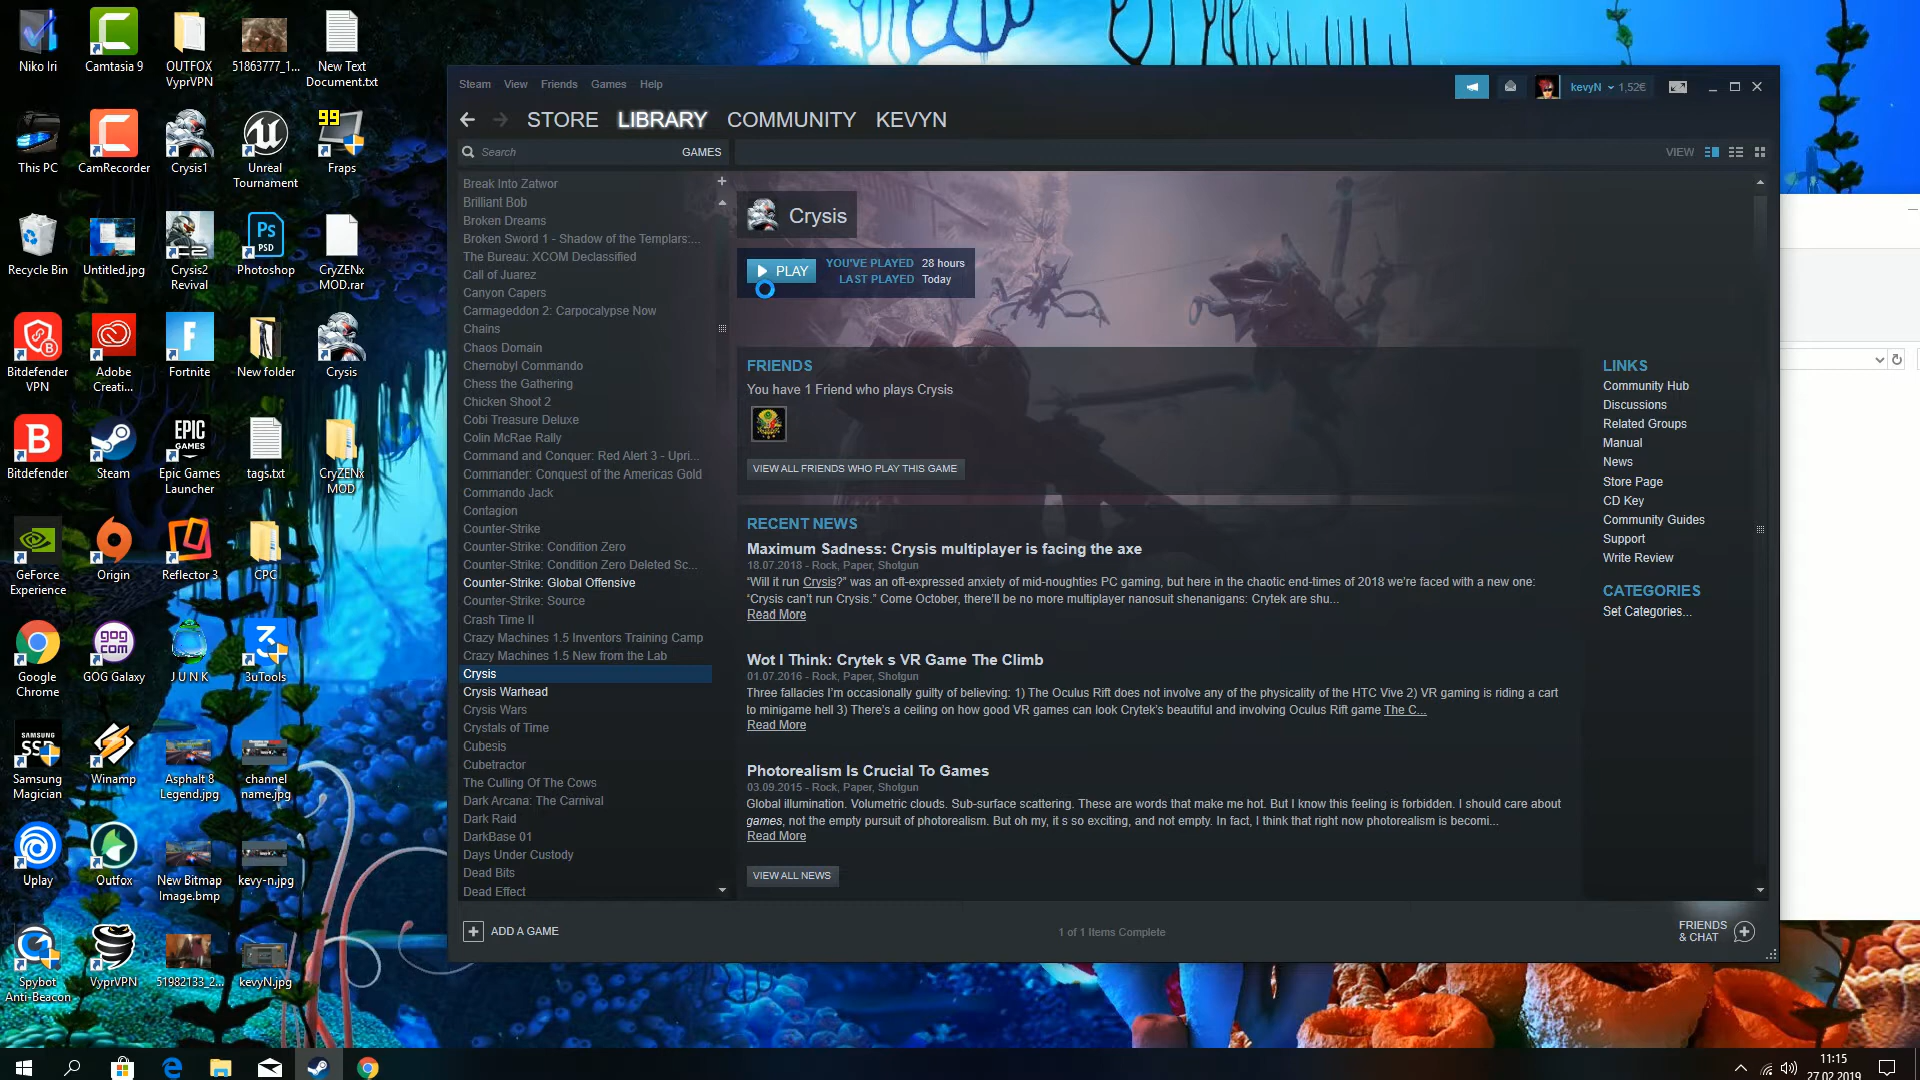 Niko Iri
Camtasia 9
OUTFOX
VyprVPN
51863777_1...
New Text
Document.txt
This PC
CamRecorder
Crysis1
Unreal
Tournament
99
Fraps
Recycle Bin
Untitled.jpg
Crysis2
Revival
Ps
PSD
Photoshop
CryZENx
MOD.rar
Bitdefender
VPN
Adobe
Creati...
Fortnite
New folder
Crysis
Bitdefender
Steam
EPIC
GAMES
Epic Games
Launcher
tags.txt
CryZENx
MOD
GeForce
Experience
Origin
Reflector 3
CPC
Google
Chrome
gog
com
GOG Galaxy
J U N K
3uTools
SAMSUNG
SSD
Samsung
Magician
Winamp
Asphalt 8
Legend.jpg
channel
name.jpg
Uplay
Outfox
New Bitmap
Image.bmp
kevy-n.jpg
Spybot
Anti-Beacon
VyprVPN
51982133_2...
kevyN.jpg
Steam View Friends Games Help
kevyN 1,52€
STORE LIBRARY COMMUNITY KEVYN
Search GAMES
VIEW
Break Into Zatwor
Brilliant Bob
Broken Dreams
Broken Sword 1 - Shadow of the Templars:...
The Bureau: XCOM Declassified
Call of Juarez
Canyon Capers
Carmageddon 2: Carpocalypse Now
Chains
Chaos Domain
Chernobyl Commando
Chess the Gathering
Chicken Shoot 2
Cobi Treasure Deluxe
Colin McRae Rally
Command and Conquer: Red Alert 3 - Upri...
Commander: Conquest of the Americas Gold
Commando Jack
Contagion
Counter-Strike
Counter-Strike: Condition Zero
Counter-Strike: Condition Zero Deleted Sc...
Counter-Strike: Global Offensive
Counter-Strike: Source
Crash Time II
Crazy Machines 1.5 Inventors Training Camp
Crazy Machines 1.5 New from the Lab
Crysis
Crysis Warhead
Crysis Wars
Crystals of Time
Cubesis
Cubetractor
The Culling Of The Cows
Dark Arcana: The Carnival
Dark Raid
DarkBase 01
Days Under Custody
Dead Bits
Dead Effect
Crysis
PLAY
YOU'VE PLAYED 28 hours
LAST PLAYED Today
FRIENDS
You have 1 Friend who plays Crysis
VIEW ALL FRIENDS WHO PLAY THIS GAME
RECENT NEWS
Maximum Sadness: Crysis multiplayer is facing the axe
18.07.2018 - Rock, Paper, Shotgun
“Will it run Crysis?” was an oft-expressed anxiety of mid-noughties PC gaming, but here in the chaotic end-times of 2018 we’re faced with a new one:
“Crysis can’t run Crysis.” Come October, there’ll be no more multiplayer nanosuit shenanigans: Crytek are shu...
Read More
Wot I Think: Crytek s VR Game The Climb
01.07.2016 - Rock, Paper, Shotgun
Three fallacies I’m occasionally guilty of believing: 1) The Oculus Rift does not involve any of the physicality of the HTC Vive 2) VR gaming is riding a cart
to minigame hell 3) There’s a ceiling on how good VR games can look Crytek’s beautiful and involving Oculus Rift game The C...
Read More
Photorealism Is Crucial To Games
03.09.2015 - Rock, Paper, Shotgun
Global illumination. Volumetric clouds. Sub-surface scattering. These are words that make me hot. But I know this feeling is forbidden. I should care about
games, not the empty pursuit of photorealism. But oh my, it s so exciting, and not empty. In fact, I think that right now photorealism is becomi...
Read More
VIEW ALL NEWS
LINKS
Community Hub
Discussions
Related Groups
Manual
News
Store Page
CD Key
Community Guides
Support
Write Review
CATEGORIES
Set Categories...
ADD A GAME
1 of 1 Items Complete
FRIENDS
& CHAT
11:15
27.02.2019